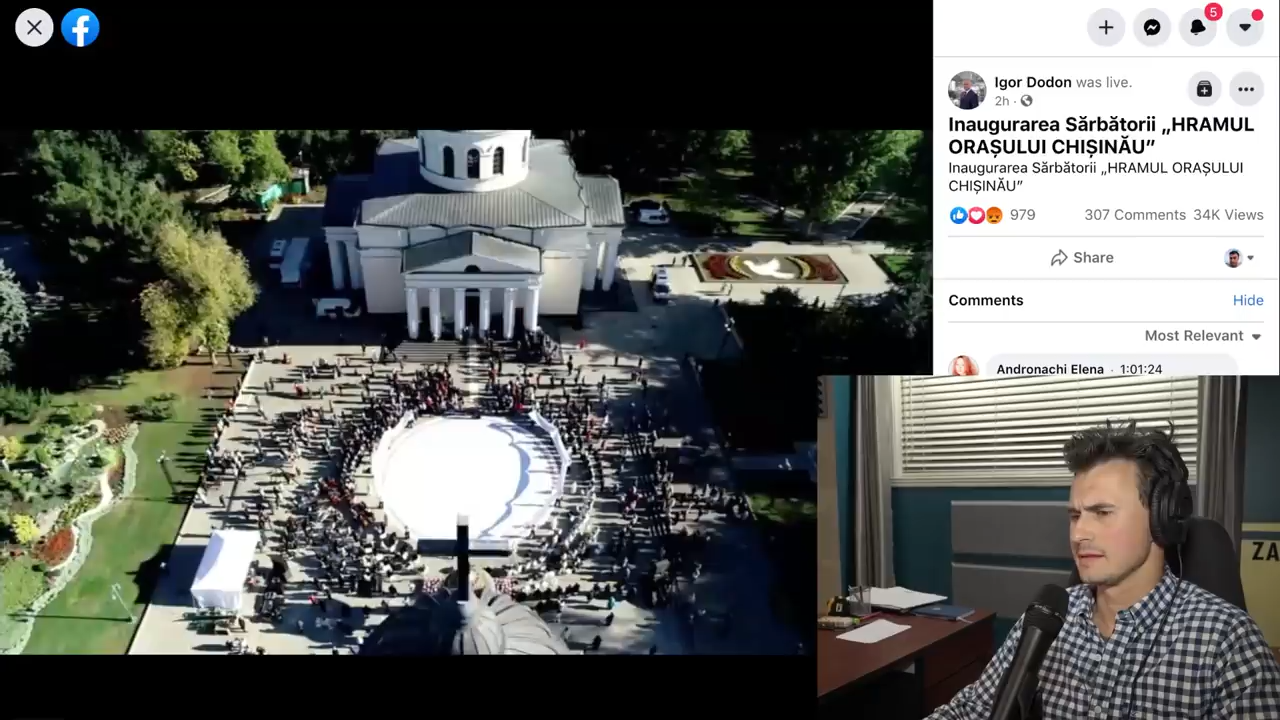 5
Igor Dodon was live.
2h ·
Inaugurarea Sărbătorii „HRAMUL
ORAȘULUI CHIȘINĂU”
Inaugurarea Sărbătorii „HRAMUL ORAȘULUI
CHIȘINĂU”
979 307 Comments 34K Views
Share
Comments Hide
Most Relevant
Andronachi Elena · 1:01:24
ZA